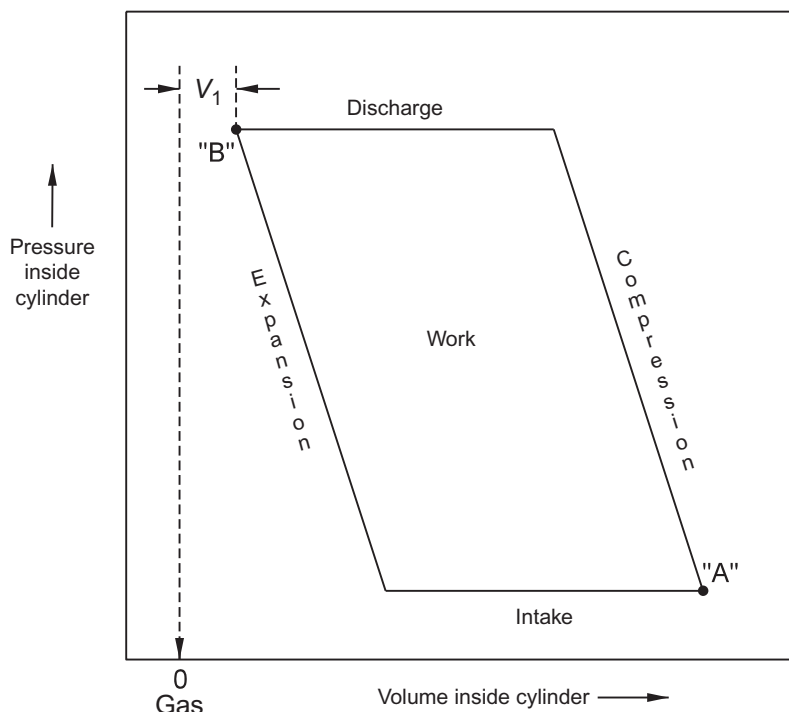 V1
Discharge
"B"
Pressure
inside
cylinder
Expansion
Work
Compression
"A"
Intake
0
Gas
Volume inside cylinder